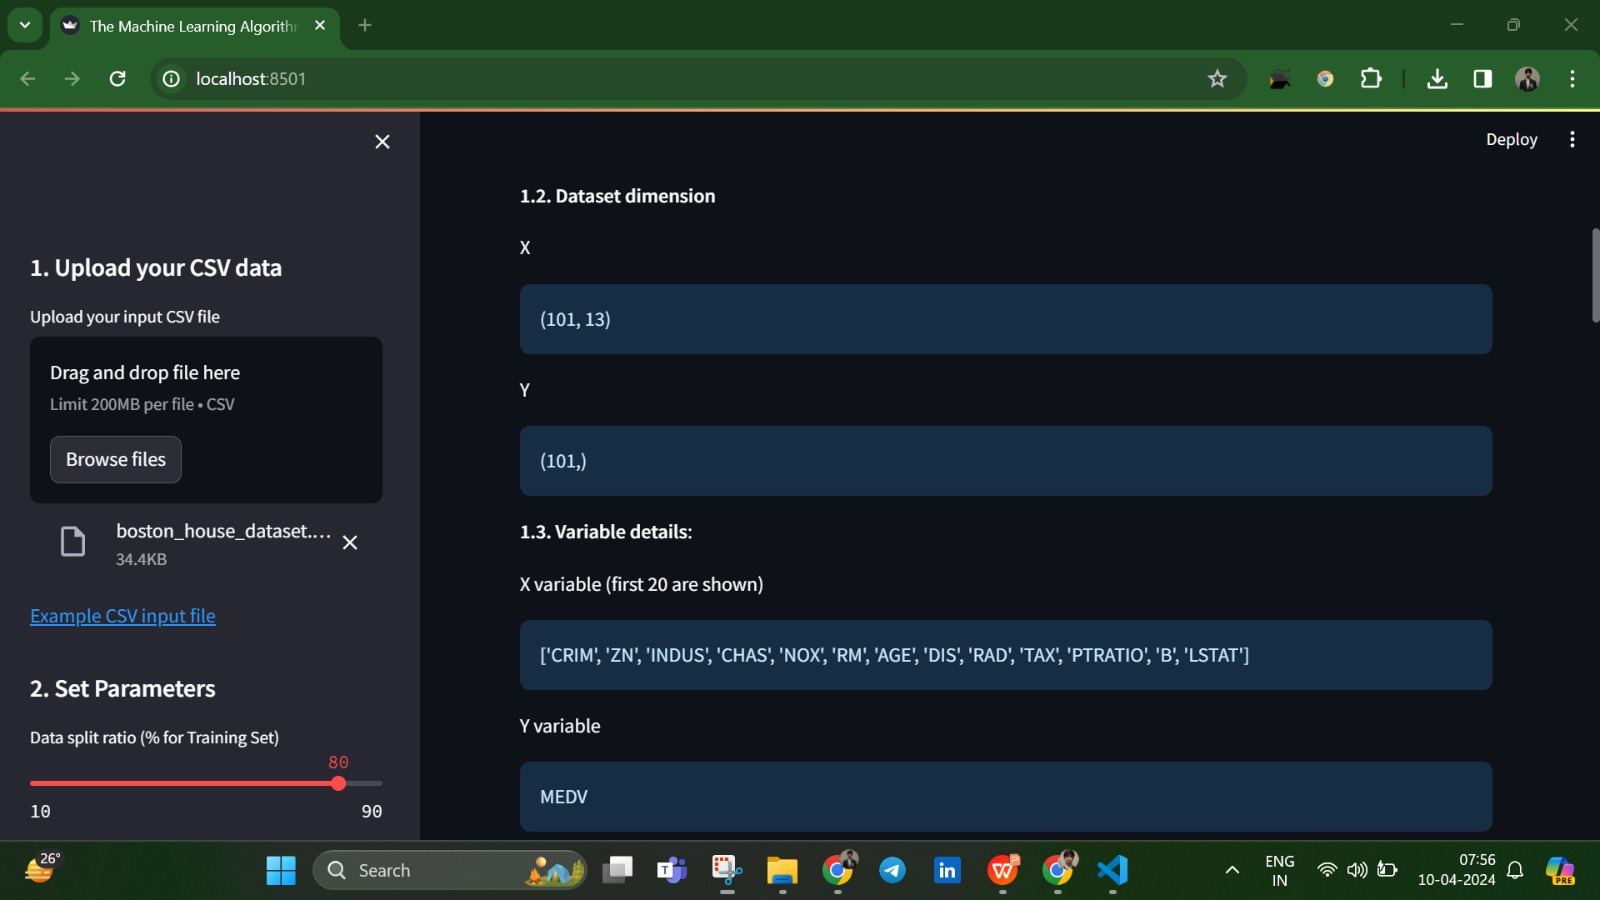 The Machine Learning Algorithm
localhost:8501
Deploy
1. Upload your CSV data
Upload your input CSV file
Drag and drop file here
Limit 200MB per file • CSV
Browse files
boston_house_dataset....
34.4KB
Example CSV input file
2. Set Parameters
Data split ratio (% for Training Set)
80
10 90
1.2. Dataset dimension
X
(101, 13)
Y
(101,)
1.3. Variable details:
X variable (first 20 are shown)
['CRIM', 'ZN', 'INDUS', 'CHAS', 'NOX', 'RM', 'AGE', 'DIS', 'RAD', 'TAX', 'PTRATIO', 'B', 'LSTAT']
Y variable
MEDV
26°
Search
T
in
W
ENG
IN
07:56
10-04-2024
PRE